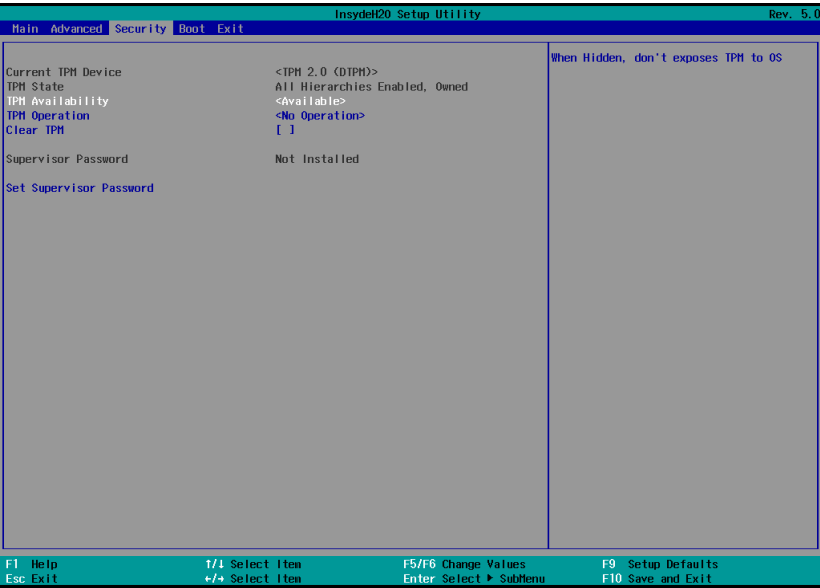 InsydeH2O Setup Utility Rev. 5.0
Main Advanced Security Boot Exit
When Hidden, don't exposes TPM to OS
Current TPM Device <TPM 2.0 (DTPM)>
TPM State All Hierarchies Enabled, Owned
TPM Availability <Available>
TPM Operation <No Operation>
Clear TPM [ ]
Supervisor Password Not Installed
Set Supervisor Password
F1 Help ↑/↓ Select Item F5/F6 Change Values F9 Setup Defaults
Esc Exit ←/→ Select Item Enter Select ▶ SubMenu F10 Save and Exit